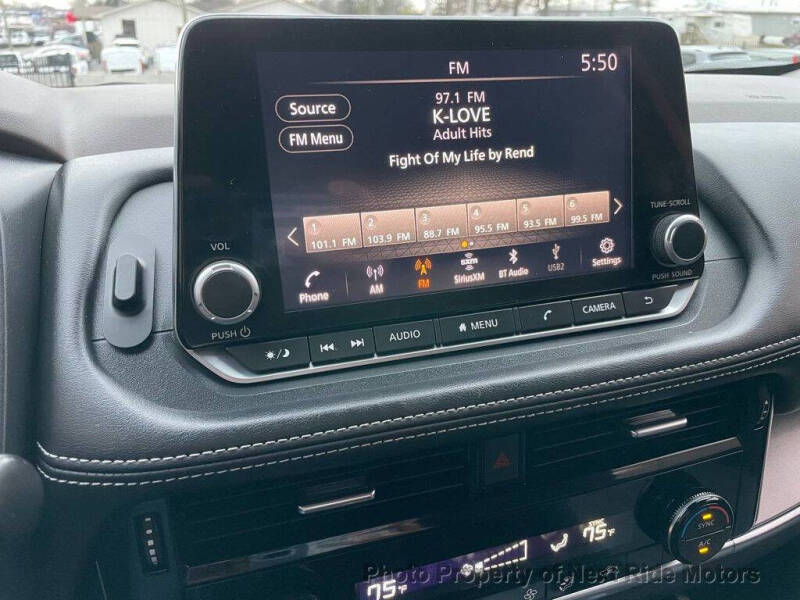 FM
5:50
Source
FM Menu
97.1 FM
K-LOVE
Adult Hits
Fight Of My Life by Rend
1 101.1 FM
2 103.9 FM
3 88.7 FM
4 95.5 FM
5 93.5 FM
6 99.5 FM
Phone
AM
FM
sxm
SiriusXM
BT Audio
USB2
Settings
VOL
PUSH
TUNE·SCROLL
PUSH SOUND
AUDIO
MENU
CAMERA
75°F
SYNC
75°F
SYNC
A/C
Photo Property of Next Ride Motors